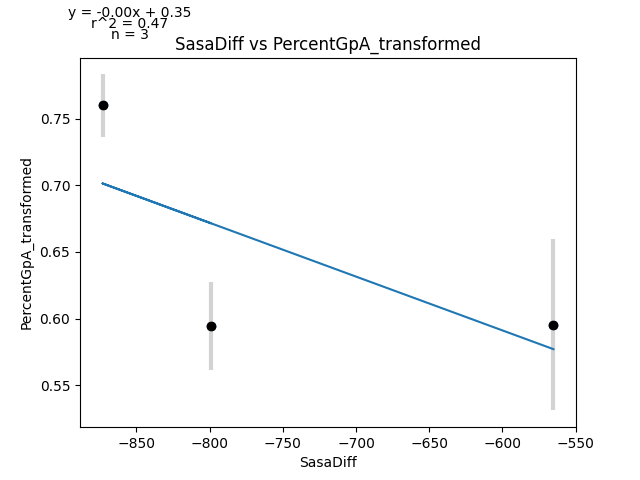 y = -0.00x + 0.35
r^2 = 0.47
n = 3
SasaDiff vs PercentGpA_transformed
PercentGpA_transformed
0.75
0.70
0.65
0.60
0.55
−850
−800
−750
−700
−650
−600
−550
SasaDiff